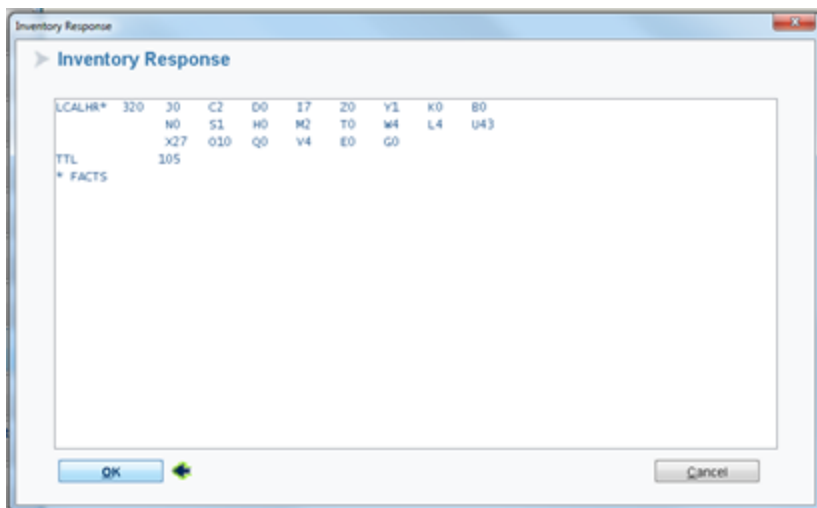 Inventory Response
Inventory Response
LCALHR* 320 J0 C2 D0 I7 Z0 Y1 K0 B0
N0 S1 H0 M2 T0 W4 L4 U43
X27 O10 Q0 V4 E0 G0
TTL 105
* FACTS
OK Cancel